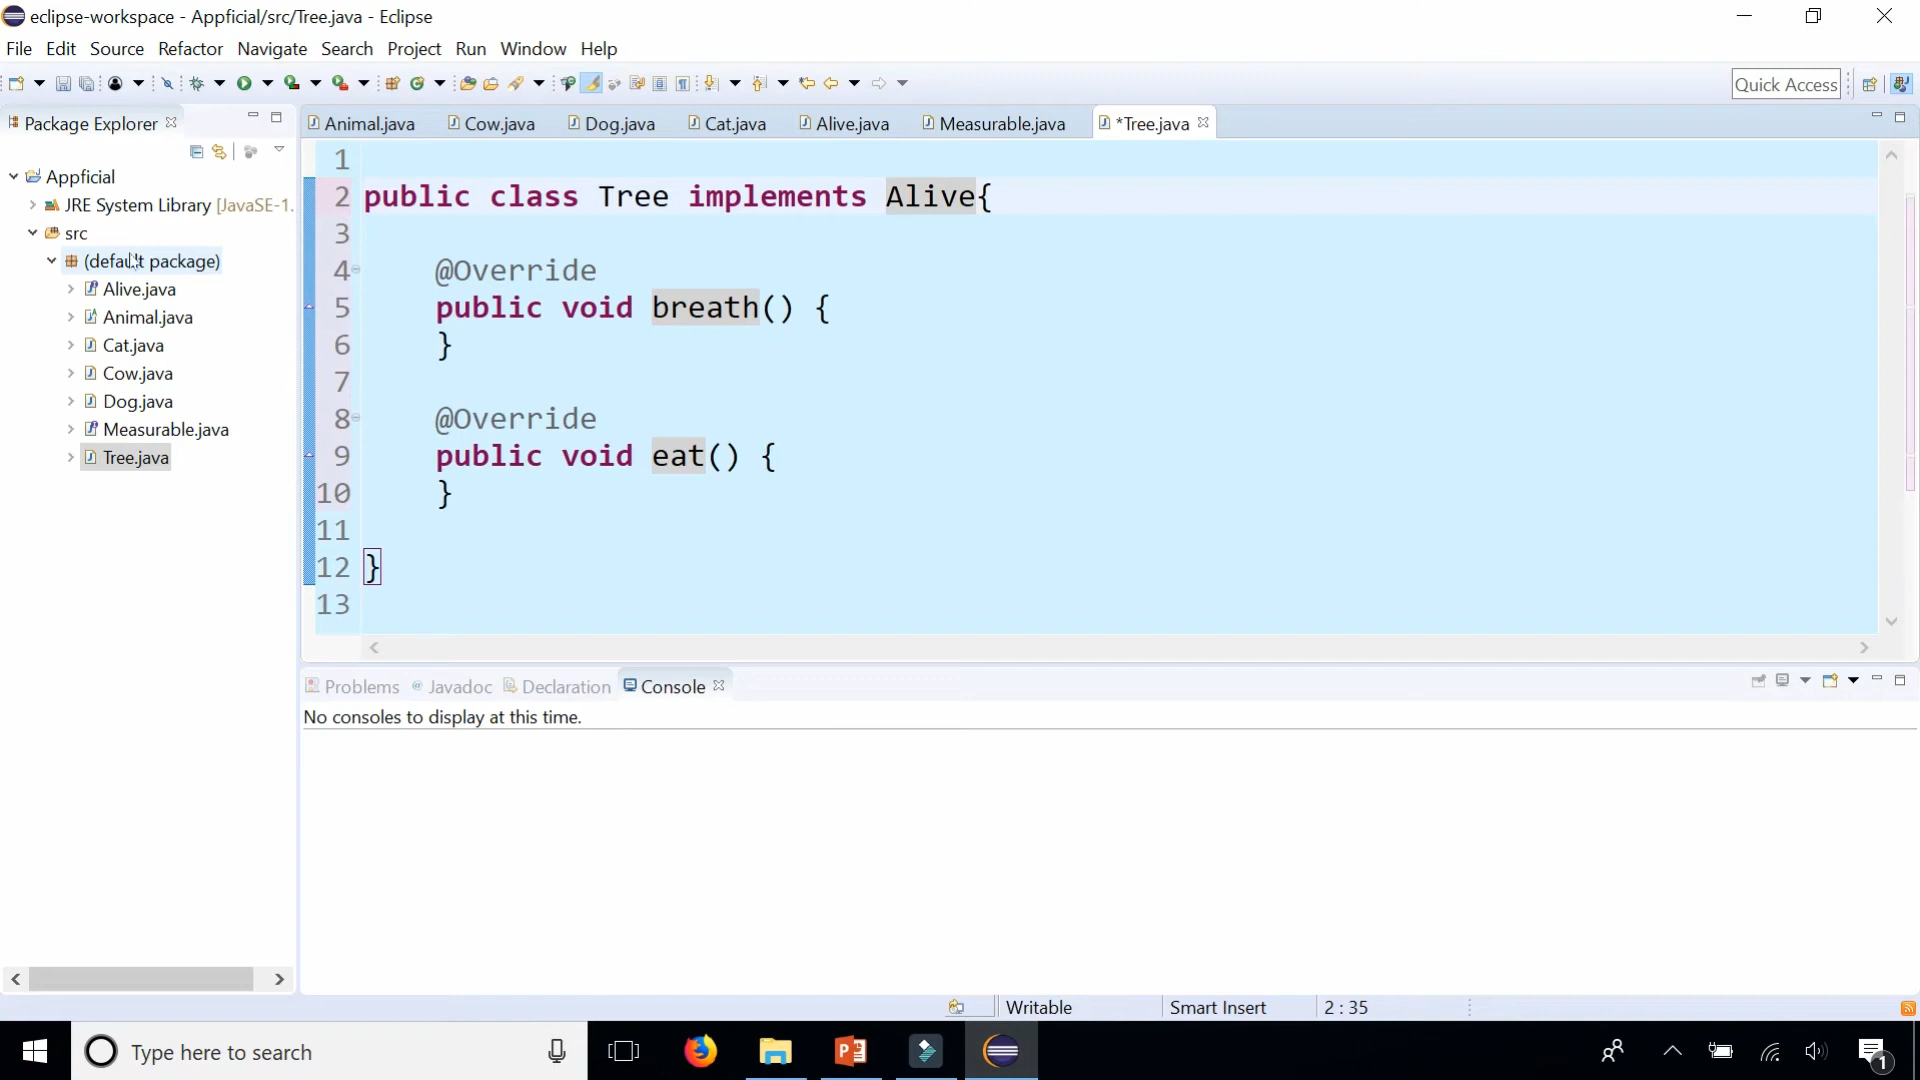 eclipse-workspace - Appficial/src/Tree.java - Eclipse
File Edit Source Refactor Navigate Search Project Run Window Help
Quick Access
Package Explorer
Animal.java Cow.java Dog.java Cat.java Alive.java Measurable.java *Tree.java
Appficial
JRE System Library [JavaSE-1.
src
(default package)
Alive.java
Animal.java
Cat.java
Cow.java
Dog.java
Measurable.java
Tree.java
1
2 public class Tree implements Alive{
3
4 @Override
5 public void breath() {
6 }
7
8 @Override
9 public void eat() {
10 }
11
12 }
13
Problems Javadoc Declaration Console
No consoles to display at this time.
Writable Smart Insert 2 : 35
Type here to search
1